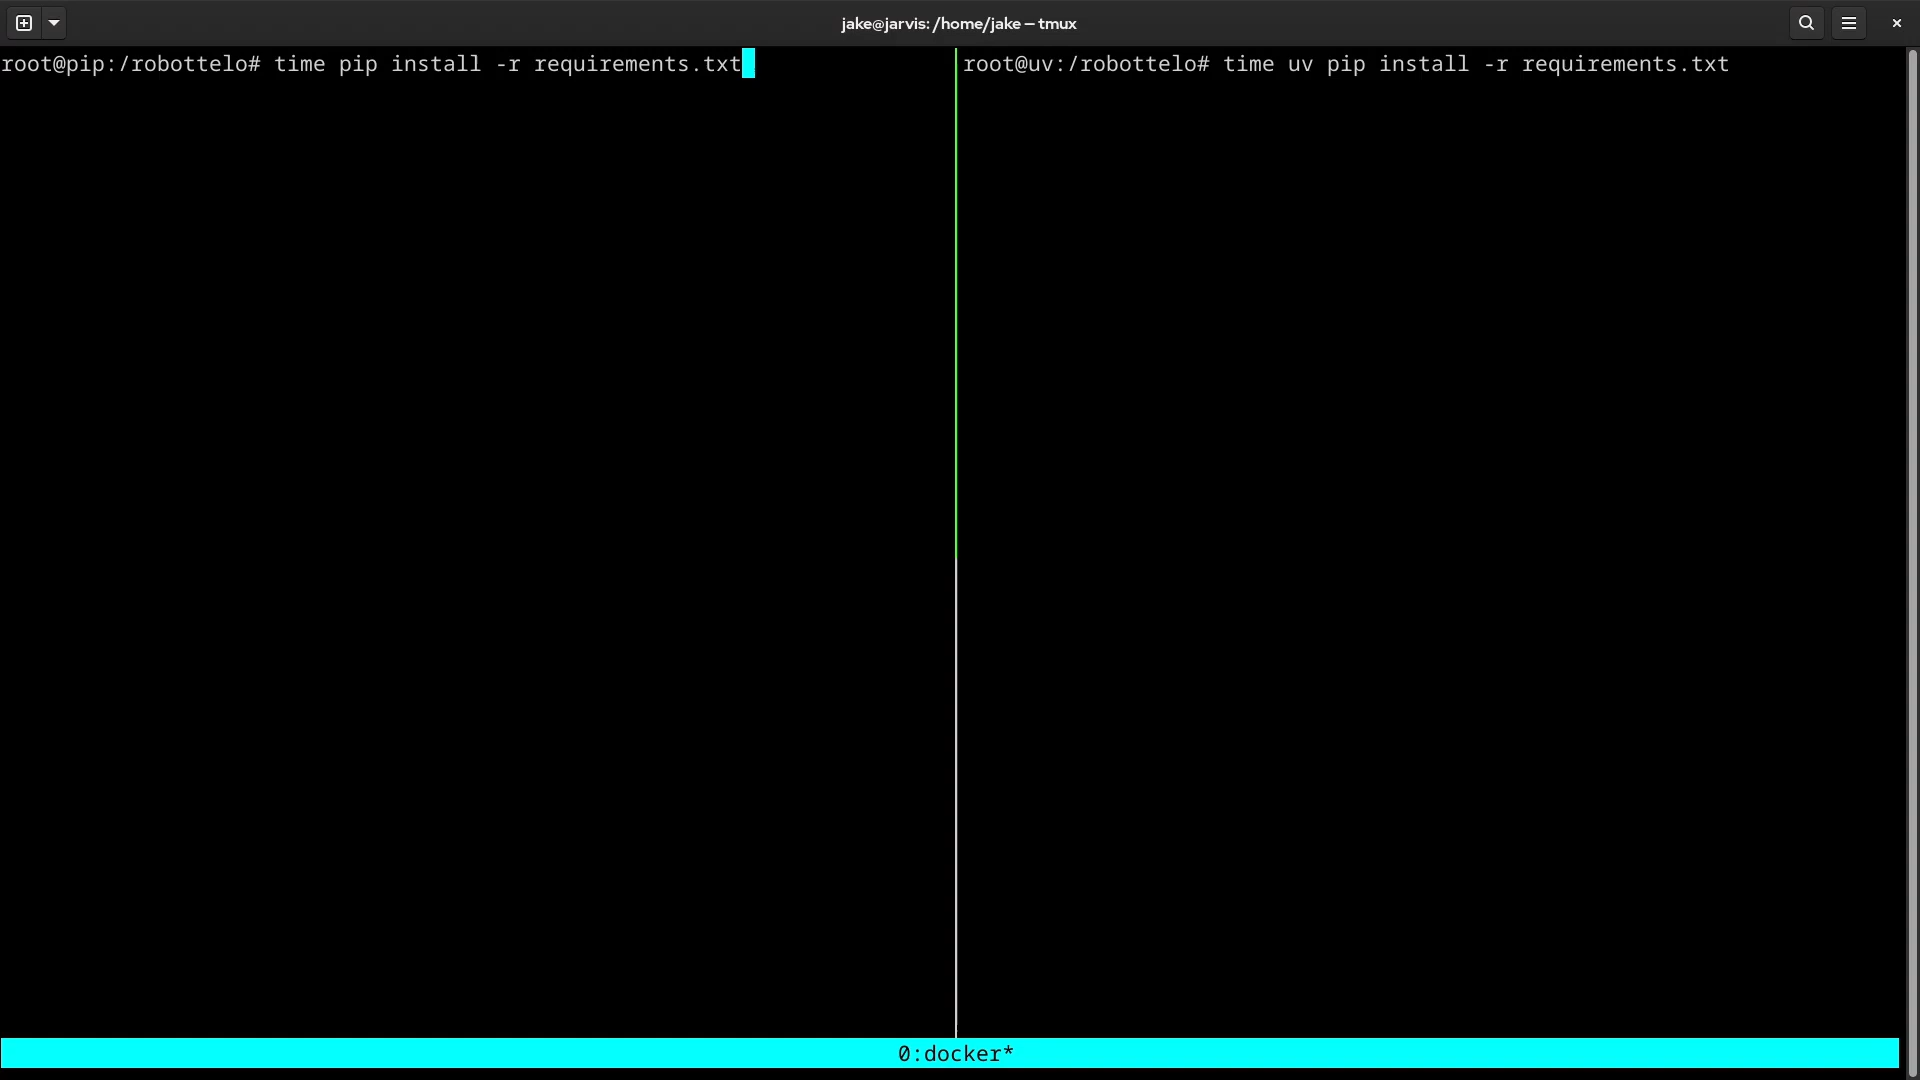 jake@jarvis: /home/jake — tmux
root@pip:/robottelo# time pip install -r requirements.txt
root@uv:/robottelo# time uv pip install -r requirements.txt
0:docker*